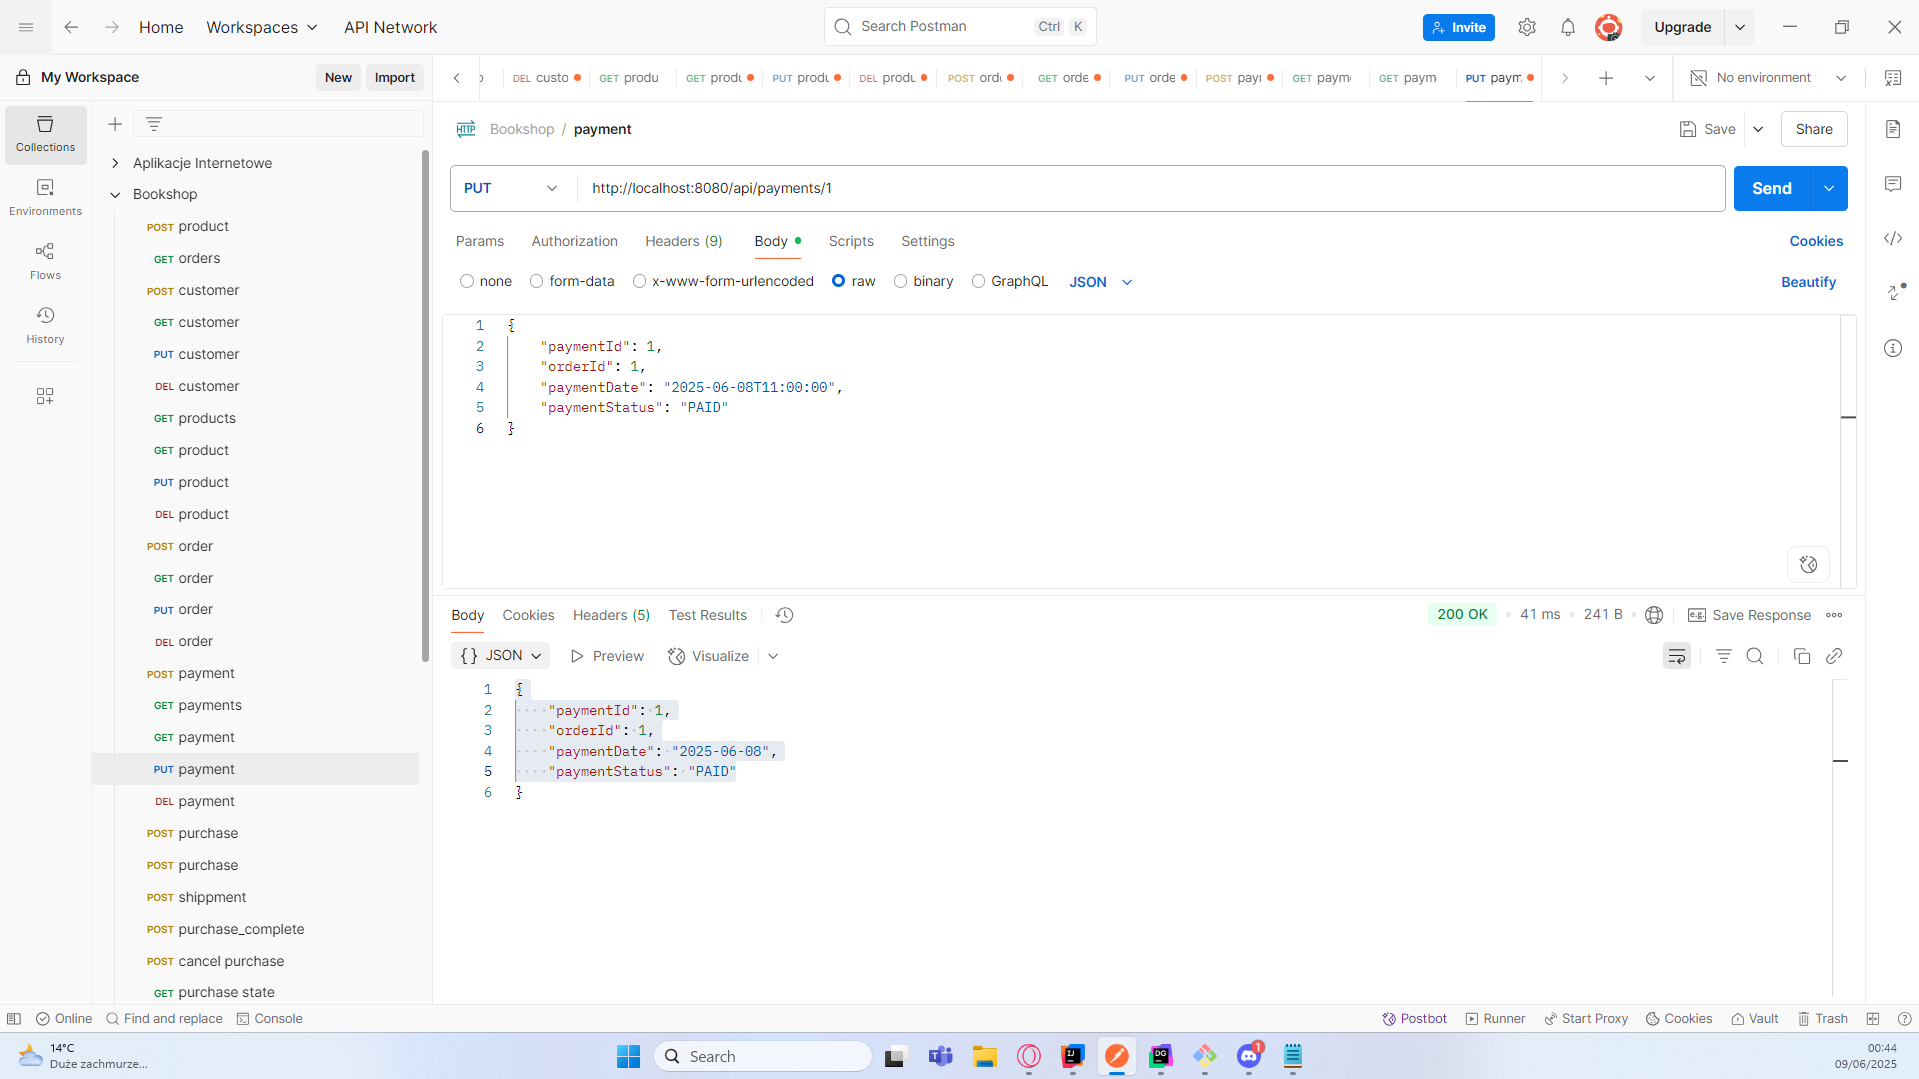 Home
Workspaces
API Network
Search Postman
Ctrl K
Invite
Upgrade
My Workspace
New
Import
DEL custo
GET produ
GET produ
PUT produ
DEL produ
POST orde
GET orde
PUT orde
POST payı
GET paym
GET paym
PUT paym
No environment
Collections
Environments
Flows
History
Aplikacje Internetowe
Bookshop
POST product
GET orders
POST customer
GET customer
PUT customer
DEL customer
GET products
GET product
PUT product
DEL product
POST order
GET order
PUT order
DEL order
POST payment
GET payments
GET payment
PUT payment
DEL payment
POST purchase
POST purchase
POST shippment
POST purchase_complete
POST cancel purchase
GET purchase state
HTTP Bookshop / payment
Save
Share
PUT http://localhost:8080/api/payments/1
Send
Params Authorization Headers (9) Body Scripts Settings
Cookies
none form-data x-www-form-urlencoded raw binary GraphQL JSON
Beautify
1 {
2 "paymentId": 1,
3 "orderId": 1,
4 "paymentDate": "2025-06-08T11:00:00",
5 "paymentStatus": "PAID"
6 }
Body Cookies Headers (5) Test Results
200 OK 41 ms 241 B
e.g. Save Response
{} JSON Preview Visualize
1 {
2 "paymentId": 1,
3 "orderId": 1,
4 "paymentDate": "2025-06-08",
5 "paymentStatus": "PAID"
6 }
Online Find and replace Console
Postbot Runner Start Proxy Cookies Vault Trash
14°C
Duże zachmurze...
Search
1
00:44
09/06/2025